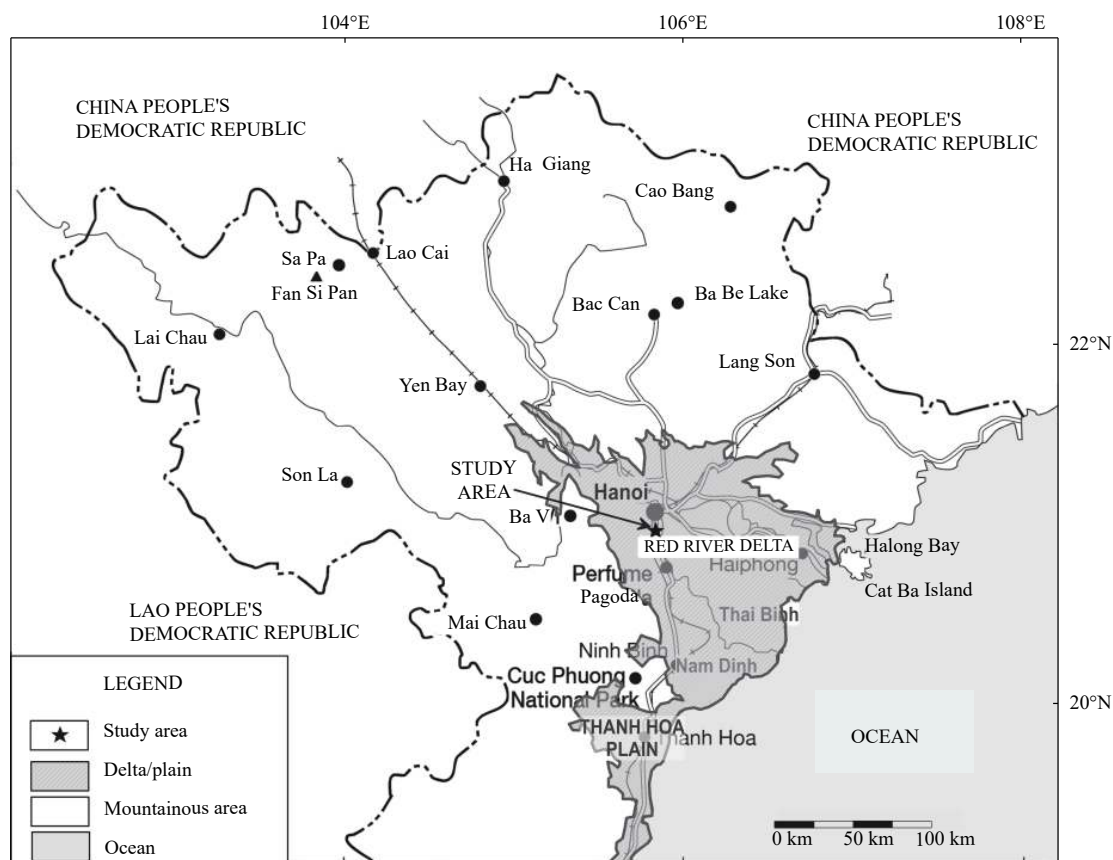 104°E
106°E
108°E
CHINA PEOPLE'S
DEMOCRATIC REPUBLIC
CHINA PEOPLE'S
DEMOCRATIC REPUBLIC
Ha Giang
Cao Bang
Sa Pa
Lao Cai
Fan Si Pan
Bac Can
Ba Be Lake
Lai Chau
22°N
Lang Son
Yen Bay
STUDY
AREA
Son La
Hanoi
Ba Vi
RED RIVER DELTA
Halong Bay
Haiphong
Perfume
Pagoda
Cat Ba Island
LAO PEOPLE'S
DEMOCRATIC REPUBLIC
Thai Binh
Mai Chau
Ninh Binh
Nam Dinh
Cuc Phuong
National Park
LEGEND
20°N
Study area
THANH HOA
PLAIN
Thanh Hoa
OCEAN
Delta/plain
Mountainous area
Ocean
0 km 50 km 100 km